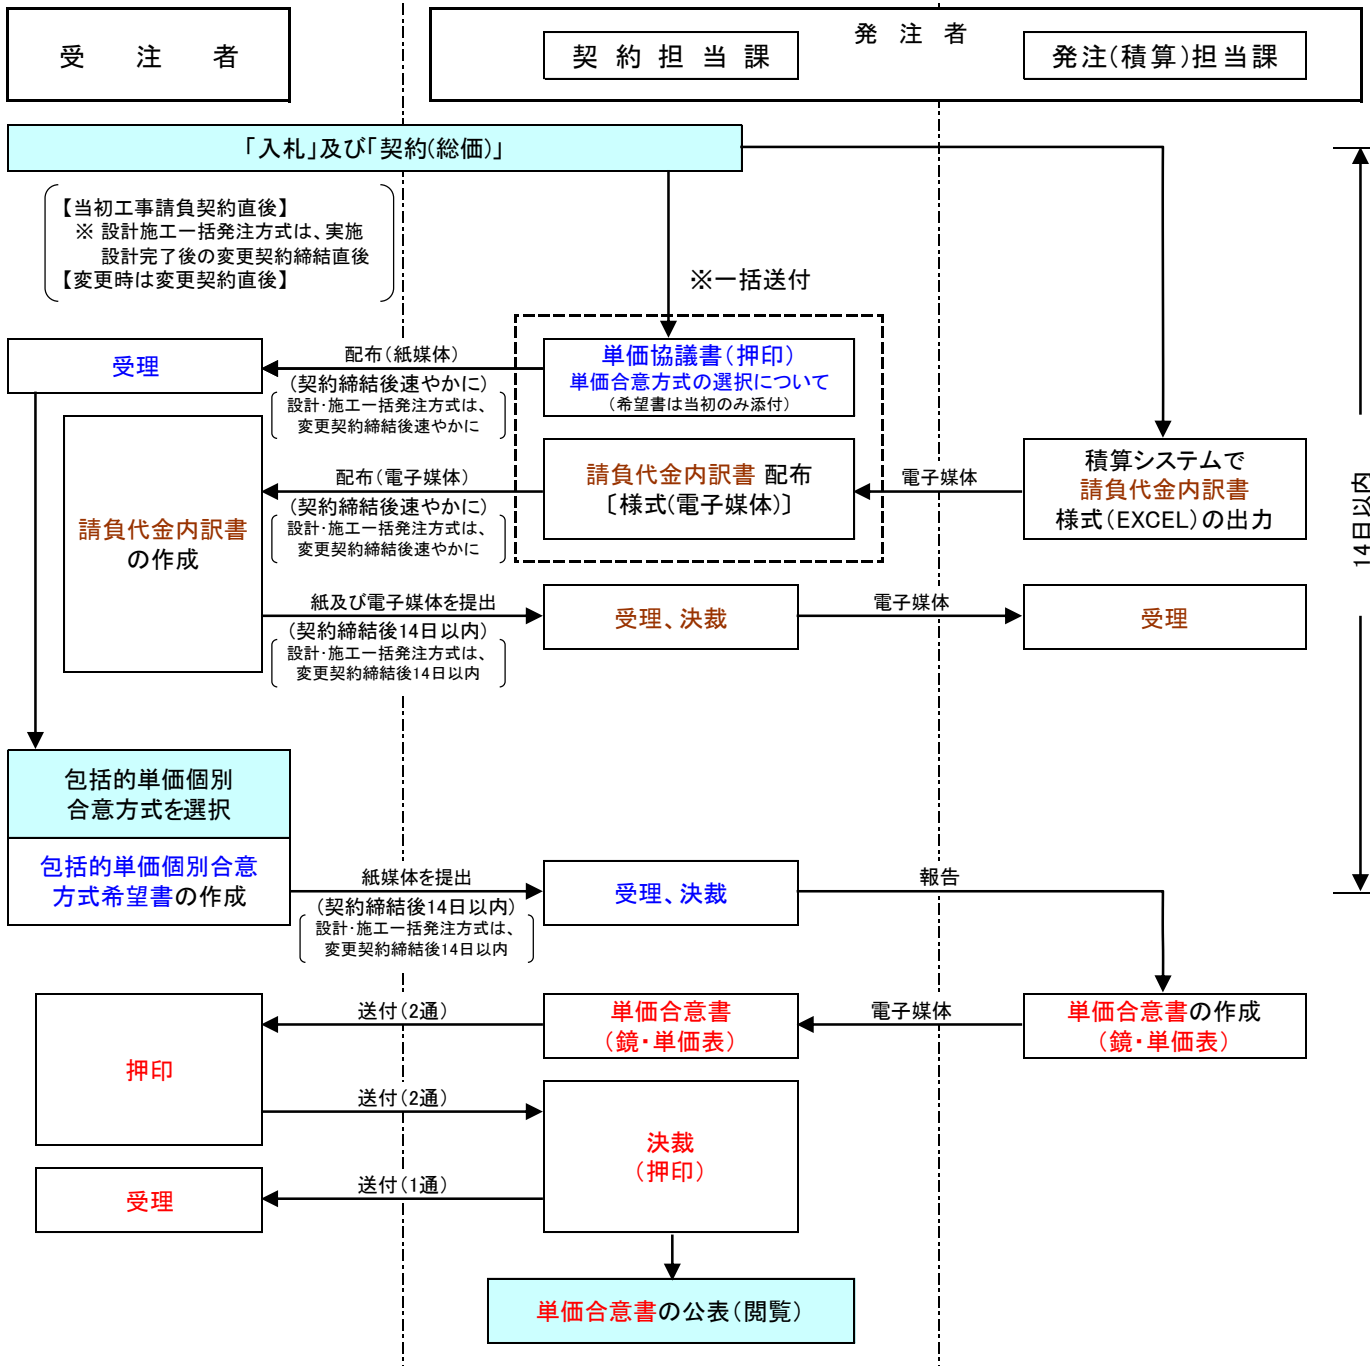 受　注　者
発　注　者
契 約 担 当 課
発注(積算)担当課
「入札」及び「契約(総価)」
【当初工事請負契約直後】
※ 設計施工一括発注方式は、実施
設計完了後の変更契約締結直後
【変更時は変更契約直後】
※一括送付
14日以内
受理
配布(紙媒体)
(契約締結後速やかに)
設計・施工一括発注方式は、
変更契約締結後速やかに
単価協議書(押印)
単価合意方式の選択について
(希望書は当初のみ添付)
請負代金内訳書
の作成
配布(電子媒体)
(契約締結後速やかに)
設計・施工一括発注方式は、
変更契約締結後速やかに
請負代金内訳書 配布
〔様式(電子媒体)〕
電子媒体
積算システムで
請負代金内訳書
様式(EXCEL)の出力
紙及び電子媒体を提出
(契約締結後14日以内)
設計・施工一括発注方式は、
変更契約締結後14日以内
受理、決裁
電子媒体
受理
包括的単価個別
合意方式を選択
包括的単価個別合意
方式希望書の作成
紙媒体を提出
(契約締結後14日以内)
設計・施工一括発注方式は、
変更契約締結後14日以内
受理、決裁
報告
押印
送付(2通)
単価合意書
(鏡・単価表)
電子媒体
単価合意書の作成
(鏡・単価表)
送付(2通)
決裁
(押印)
受理
送付(1通)
単価合意書の公表(閲覧)